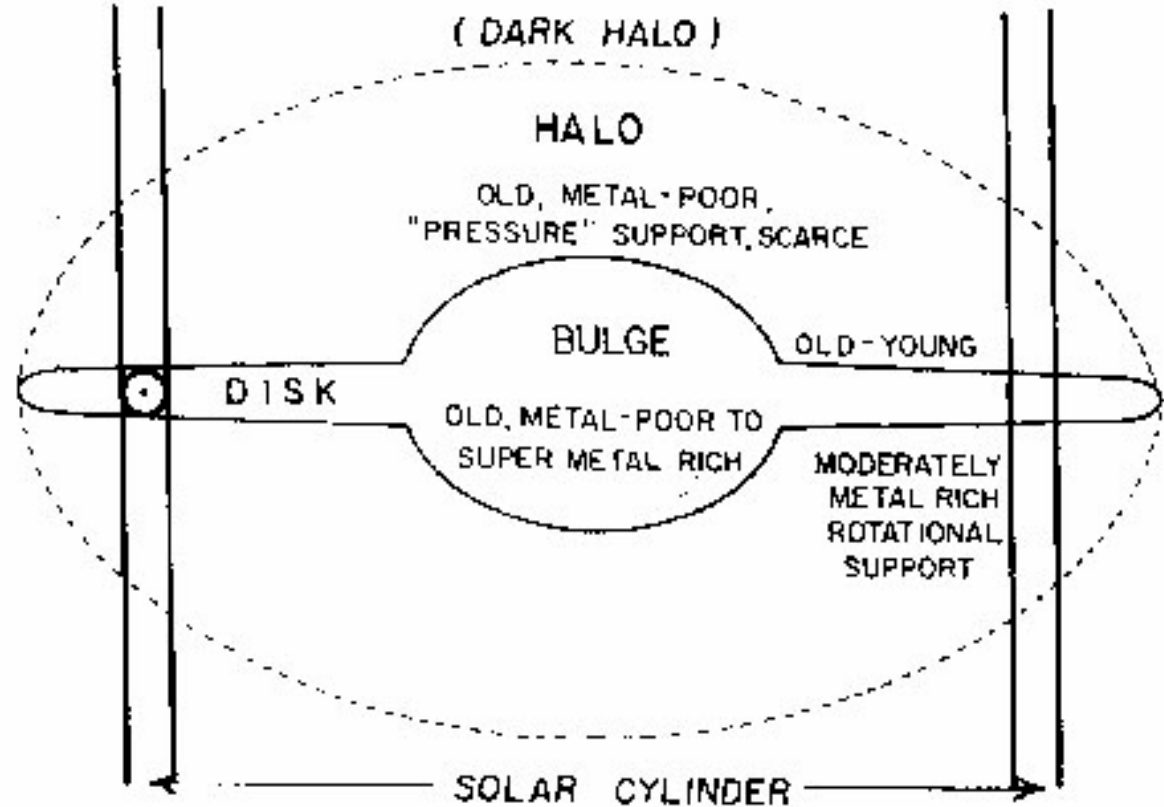 (DARK HALO)
HALO
OLD, METAL-POOR,
"PRESSURE" SUPPORT, SCARCE
BULGE
OLD-YOUNG
DISK
OLD, METAL-POOR TO
SUPER METAL RICH
MODERATELY
METAL RICH
ROTATIONAL
SUPPORT
SOLAR CYLINDER